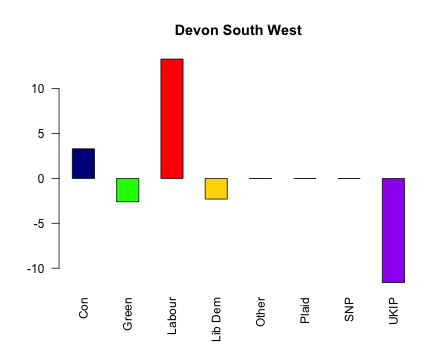 Devon South West
10
5
0
-5
-10
Con
Green
Labour
Lib Dem
Other
Plaid
SNP
UKIP